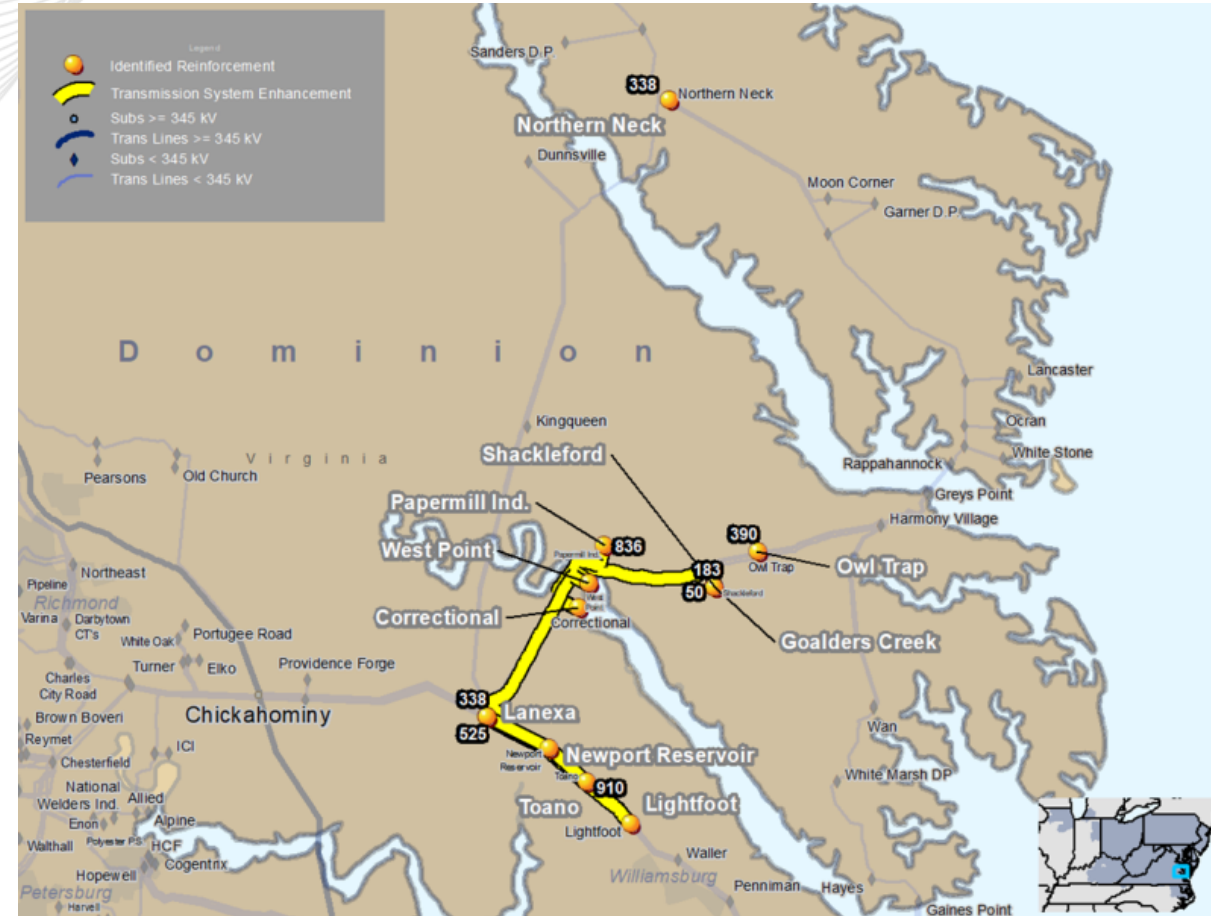 Legend
Identified Reinforcement
Transmission System Enhancement
Subs >= 345 kV
Trans Lines >= 345 kV
Subs < 345 kV
Trans Lines < 345 kV
Sanders D.P.
338
Northern Neck
Northern Neck
Dunnsville
Moon Corner
Garner D.P.
Dominion
Lancaster
Kingqueen
Ocran
Virginia
Shackleford
White Stone
Pearsons
Old Church
Rappahannock
Greys Point
Papermill Ind.
Harmony Village
390
836
West Point
Papermill Ind.
Owl Trap
Owl Trap
183
Northeast
50
Shackleford
Pipeline
West
Point
Richmond
Correctional
Correctional
Varina
Darbytown
CT's
Portugee Road
White Oak
Goalders Creek
Turner
Elko
Providence Forge
Charles
City Road
338
Lanexa
Chickahominy
Brown Boveri
525
Wan
Reymet
ICI
Newport
Reservoir
Newport Reservoir
Chesterfield
Toano
White Marsh DP
National
Welders Ind.
Allied
910
Toano
Lightfoot
Enon
Alpine
Lightfoot
Walthall
Polyester P.S.
HCF
Waller
Cogentrix
Hopewell
Williamsburg
Petersburg
Penniman
Hayes
Harvell
Gaines Point